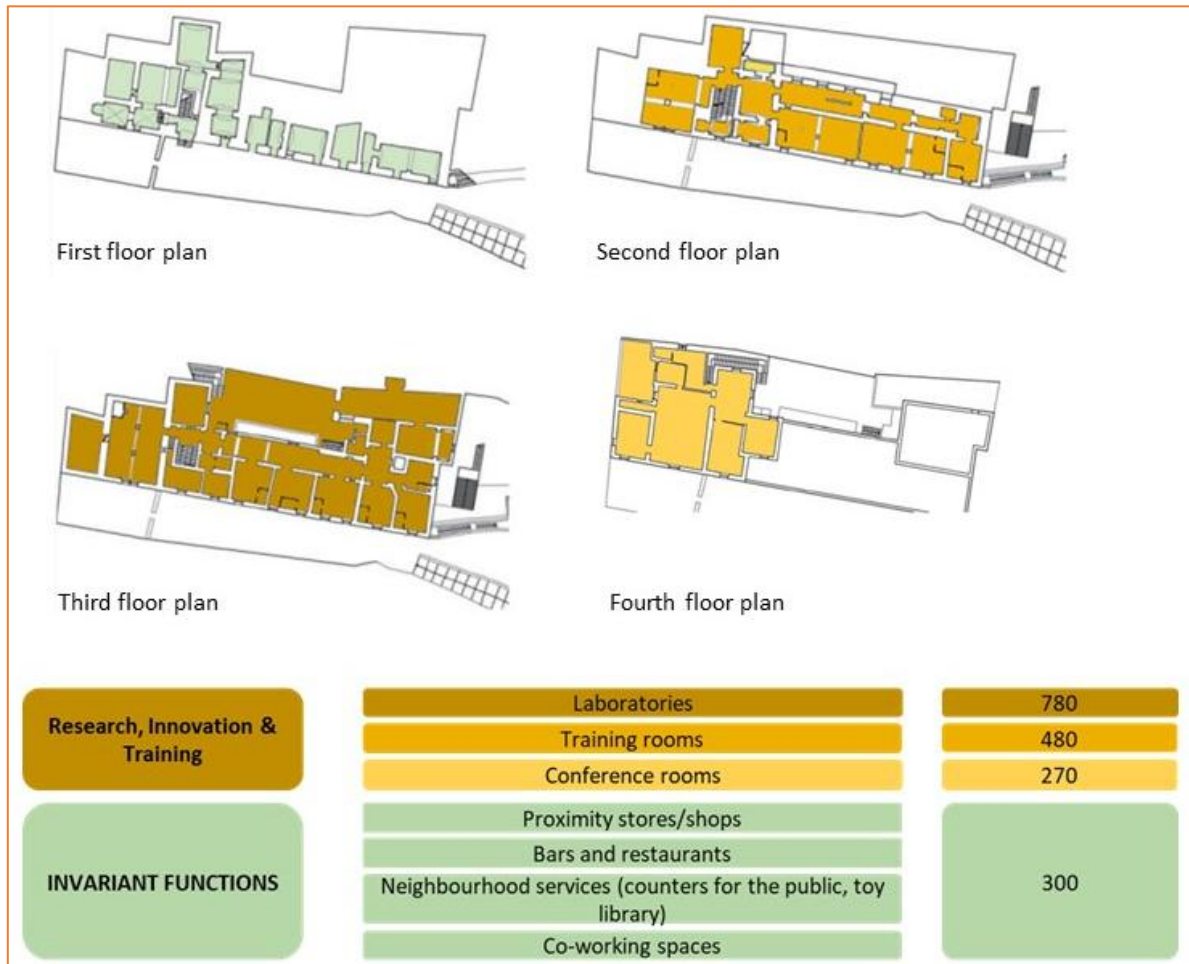 First floor plan
Second floor plan
Third floor plan
Fourth floor plan
Research, Innovation &
Training
Laboratories
780
Training rooms
480
Conference rooms
270
INVARIANT FUNCTIONS
Proximity stores/shops
Bars and restaurants
Neighbourhood services (counters for the public, toy
library)
Co-working spaces
300